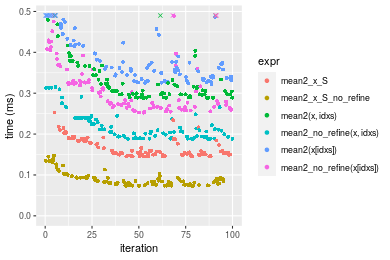 0.5
0.4
0.3
0.2
0.1
0.0
time (ms)
0
25
50
75
100
iteration
expr
mean2_x_S
mean2_x_S_no_refine
mean2(x, idxs)
mean2_no_refine(x, idxs)
mean2(x[idxs])
mean2_no_refine(x[idxs])